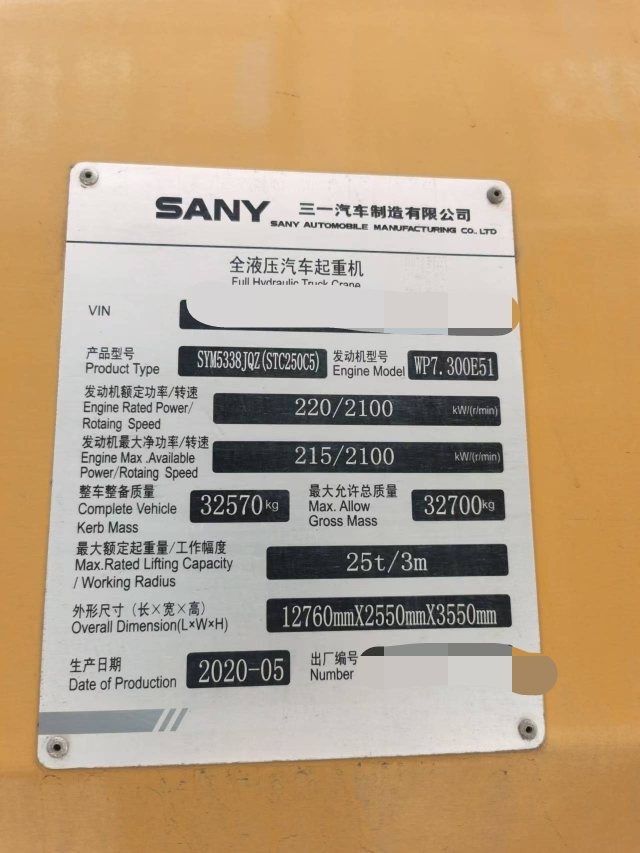 SANY 三一汽车制造有限公司
SANY AUTOMOBILE MANUFACTURING CO., LTD
全液压汽车起重机
Full Hydraulic Truck Crane
VIN
产品型号 SYM5338JQZ(STC250C5) 发动机型号 WP7.300E51
Product Type Engine Model
发动机额定功率/转速
Engine Rated Power/ 220/2100 kW/(r/min)
Rotaing Speed
发动机最大净功率/转速
Engine Max .Available 215/2100 kW/(r/min)
Power/Rotaing Speed
整车整备质量 最大允许总质量
Complete Vehicle 32570kg Max. Allow 32700kg
Kerb Mass Gross Mass
最大额定起重量/工作幅度
Max.Rated Lifting Capacity 25t/3m
/ Working Radius
外形尺寸（长×宽×高） 12760mmX2550mmX3550mm
Overall Dimension(L×W×H)
生产日期 2020-05 出厂编号
Date of Production Number